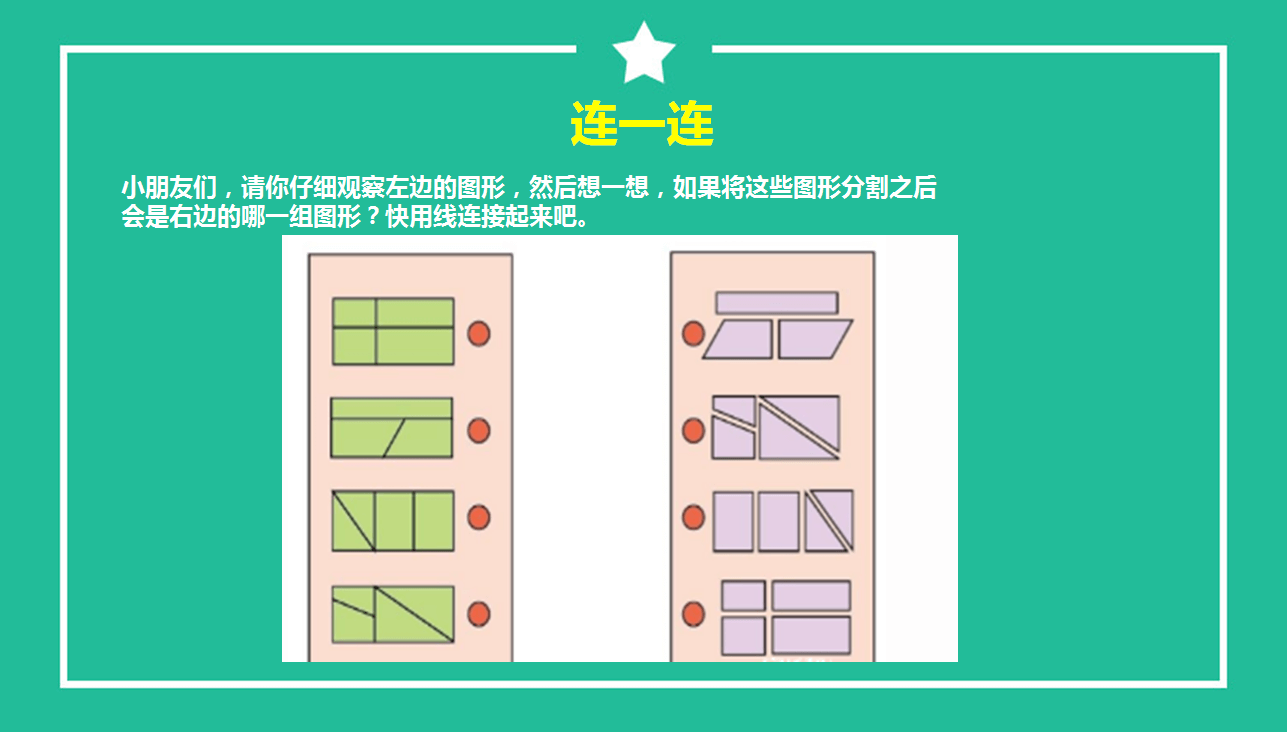 连一连
小朋友们，请你仔细观察左边的图形，然后想一想，如果将这些图形分割之后
会是右边的哪一组图形？快用线连接起来吧。